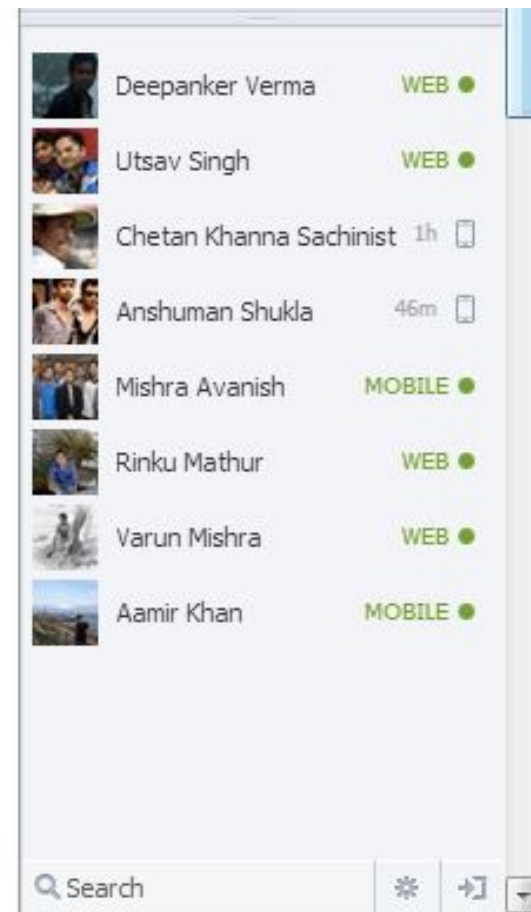 Deepanker Verma WEB
Utsav Singh WEB
Chetan Khanna Sachinist 1h
Anshuman Shukla 46m
Mishra Avanish MOBILE
Rinku Mathur WEB
Varun Mishra WEB
Aamir Khan MOBILE
Search